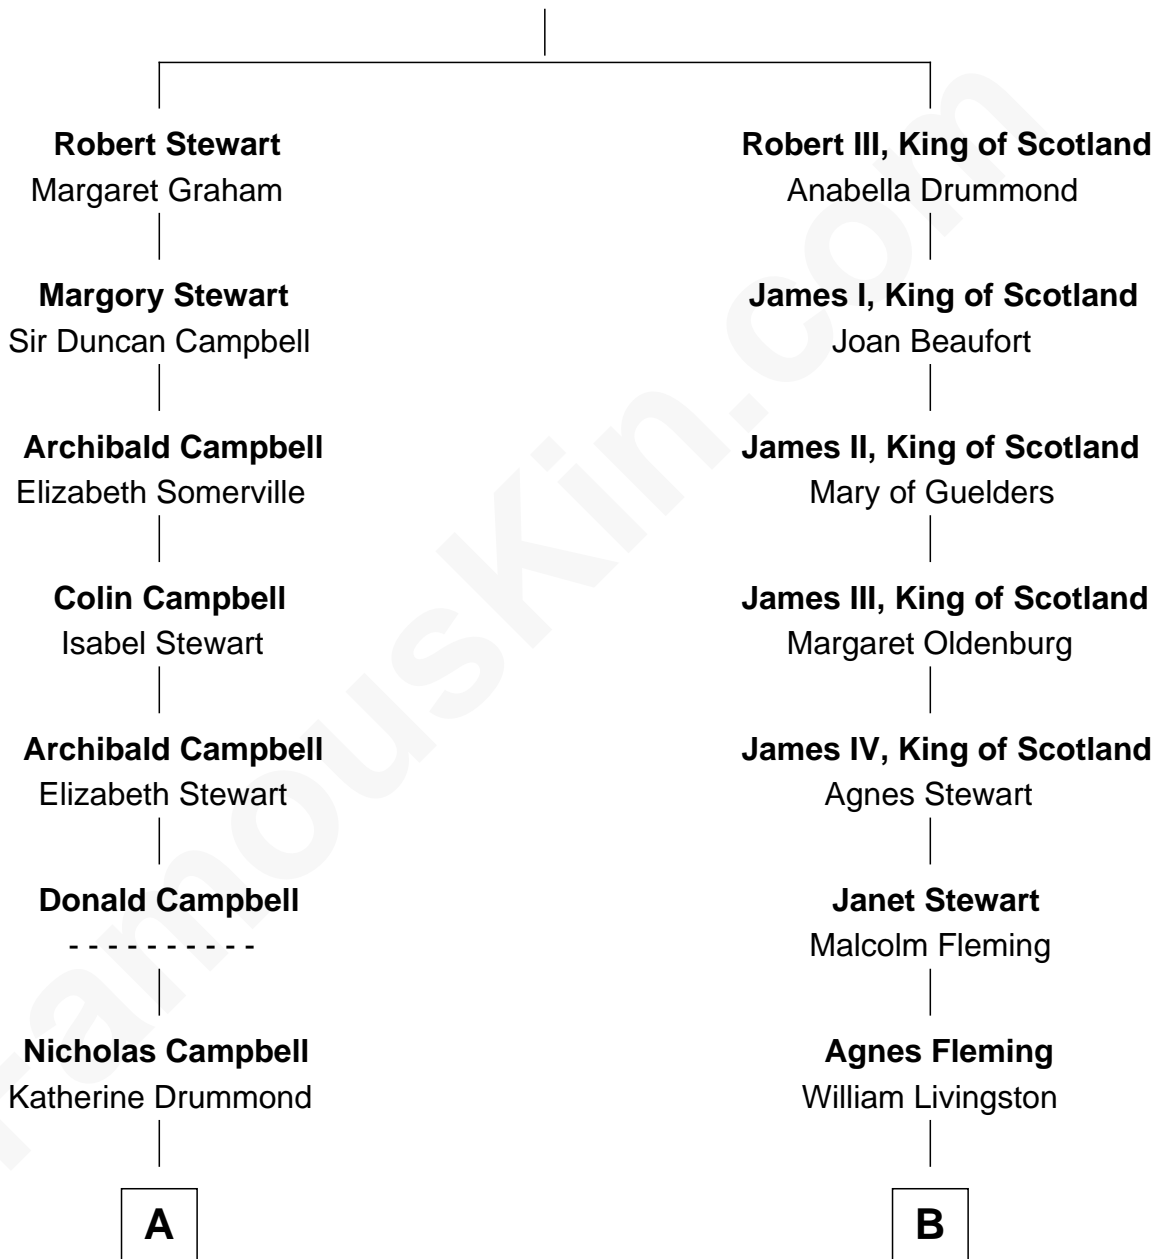 Robert Stewart
Margaret Graham
Margory Stewart
Sir Duncan Campbell
Archibald Campbell
Elizabeth Somerville
Colin Campbell
Isabel Stewart
Archibald Campbell
Elizabeth Stewart
Donald Campbell
- - - - - - - - - -
Nicholas Campbell
Katherine Drummond
A
Robert III, King of Scotland
Anabella Drummond
James I, King of Scotland
Joan Beaufort
James II, King of Scotland
Mary of Guelders
James III, King of Scotland
Margaret Oldenburg
James IV, King of Scotland
Agnes Stewart
Janet Stewart
Malcolm Fleming
Agnes Fleming
William Livingston
B
famouskin.com